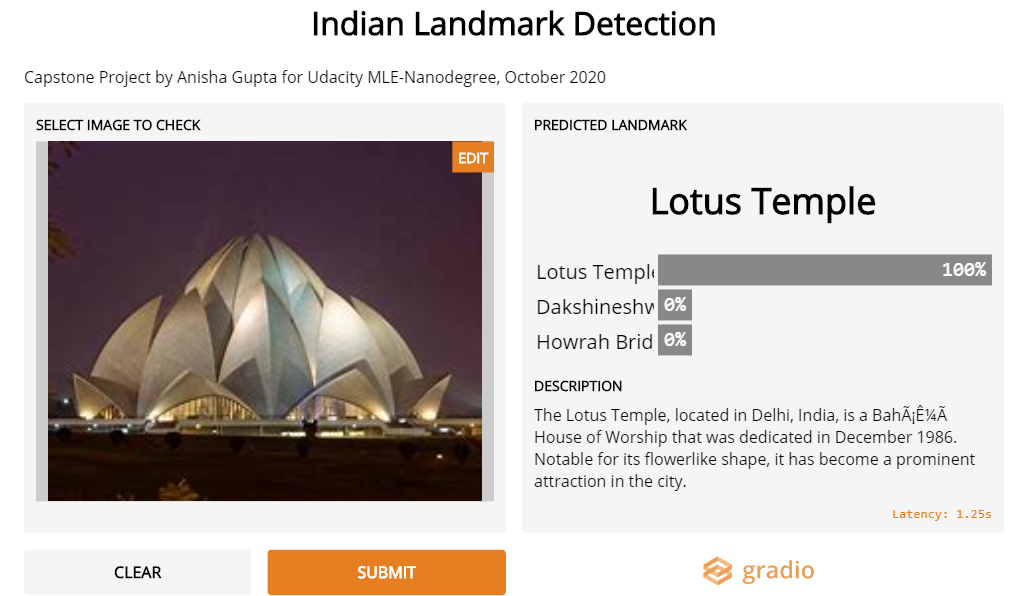 Indian Landmark Detection
Capstone Project by Anisha Gupta for Udacity MLE-Nanodegree, October 2020
SELECT IMAGE TO CHECK
EDIT
PREDICTED LANDMARK
Lotus Temple
Lotus Temple 100%
Dakshineshw 0%
Howrah Brid 0%
DESCRIPTION
The Lotus Temple, located in Delhi, India, is a BahÃ¡Ê¼Ã
House of Worship that was dedicated in December 1986.
Notable for its flowerlike shape, it has become a prominent
attraction in the city.
Latency: 1.25s
CLEAR
SUBMIT
gradio